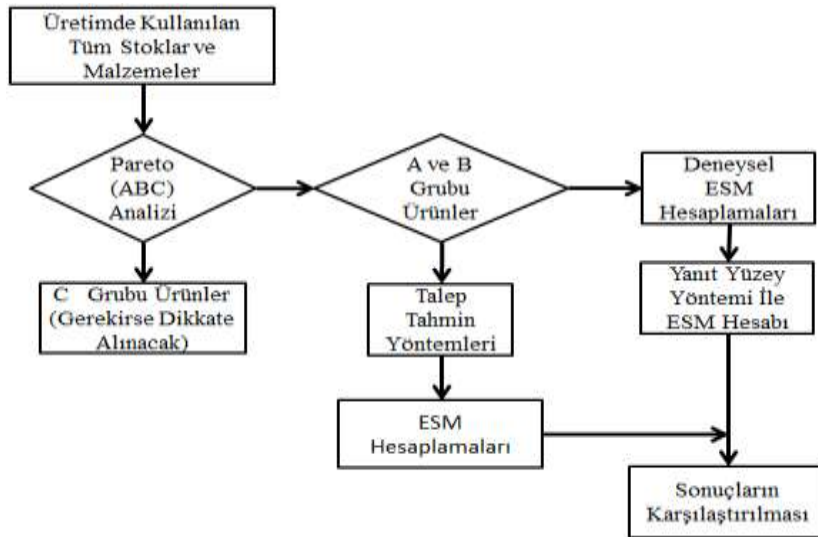 Üretimde Kullanılan
Tüm Stoklar ve
Malzemeler
Pareto
(ABC)
Analizi
A ve B
Grubu
Ürünler
Deneysel
ESM
Hesaplamaları
C Grubu Ürünler
(Gerekirse Dikkate
Alınacak)
Talep
Tahmin
Yöntemleri
Yanıt Yüzey
Yöntemi İle
ESM Hesabı
ESM
Hesaplamaları
Sonuçların
Karşılaştırılması